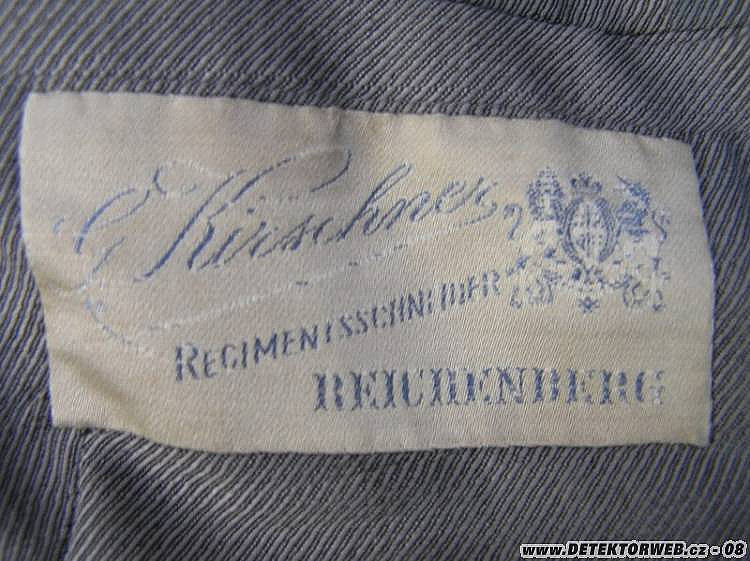 G Kirschner
REGIMENTSSCHNEIDER
REICHENBERG
www.DETEKTORWEB.cz - 08